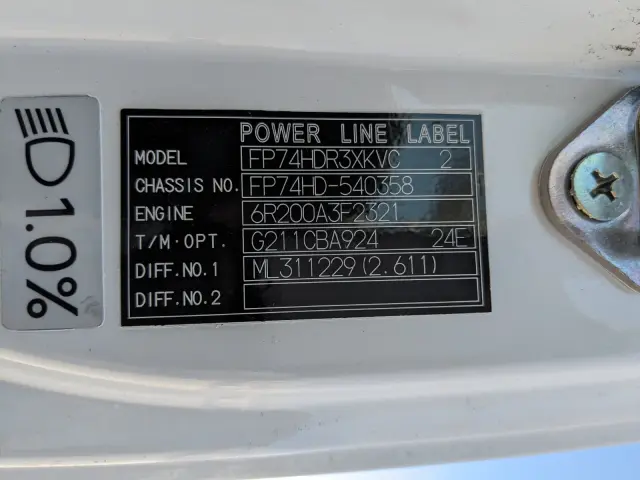 POWER LINE LABEL
MODEL FP74HDR3XKVC 2
CHASSIS NO. FP74HD-540358
ENGINE 6R200A3F2321
T/M·OPT. G211CBA924 24E
DIFF.NO.1 ML311229(2.611)
DIFF.NO.2
1.0%